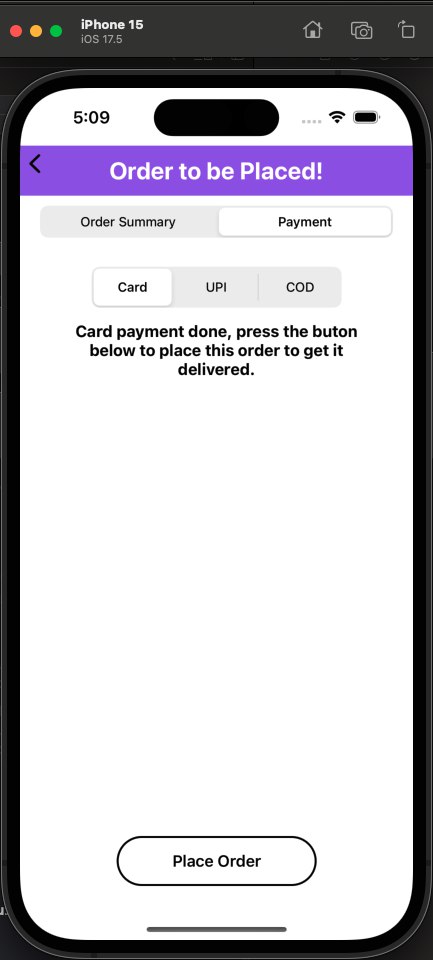 iPhone 15
iOS 17.5
5:09
Order to be Placed!
Order Summary Payment
Card UPI COD
Card payment done, press the buton
below to place this order to get it
delivered.
Place Order